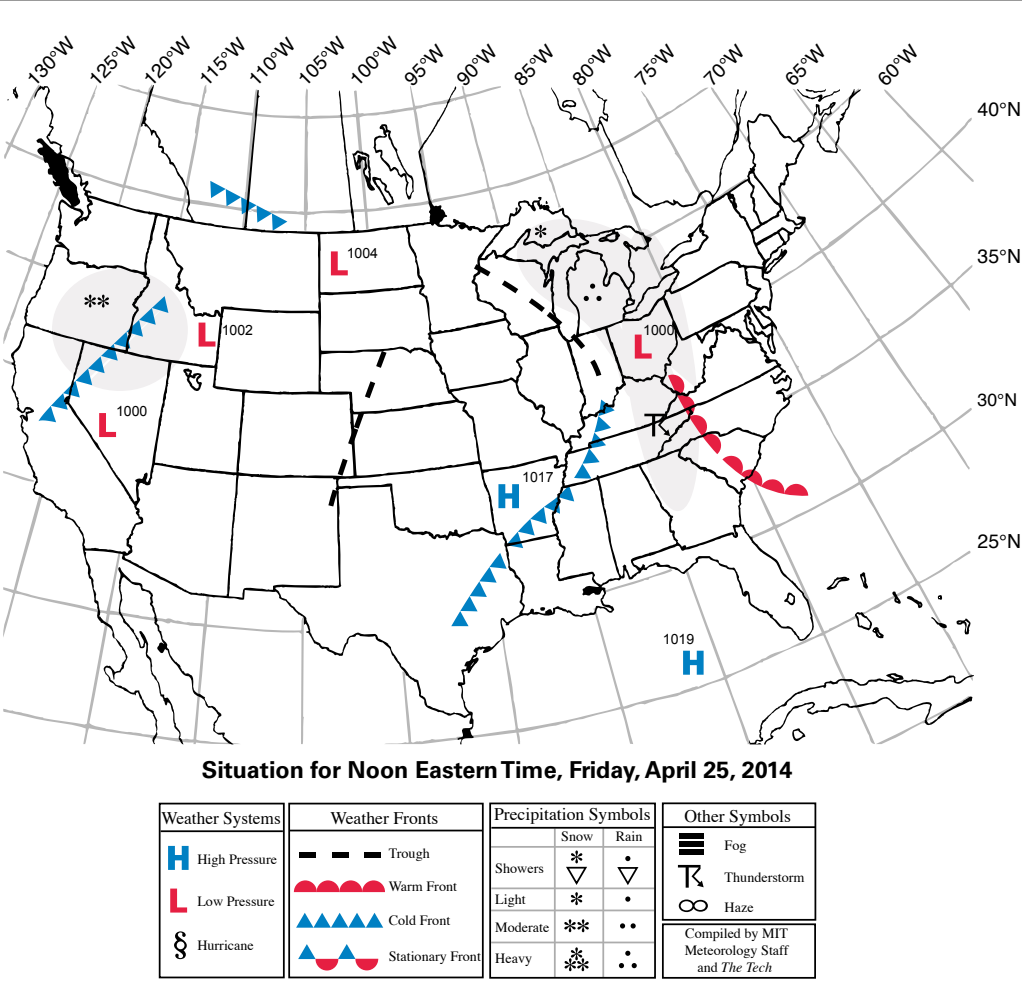 130°W
125°W
120°W
115°W
110°W
105°W
100°W
95°W
90°W
85°W
80°W
75°W
70°W
65°W
60°W
40°N
35°N
30°N
25°N
L 1004
1002
L
1000
L
1000
L
1017
H
1019
H
Situation for Noon Eastern Time, Friday, April 25, 2014
Weather Systems
H High Pressure
L Low Pressure
§ Hurricane
Weather Fronts
Trough
Warm Front
Cold Front
Stationary Front
Precipitation Symbols
Snow Rain
Showers
Light
Moderate
Heavy
Other Symbols
Fog
Thunderstorm
Haze
Compiled by MIT
Meteorology Staff
and The Tech